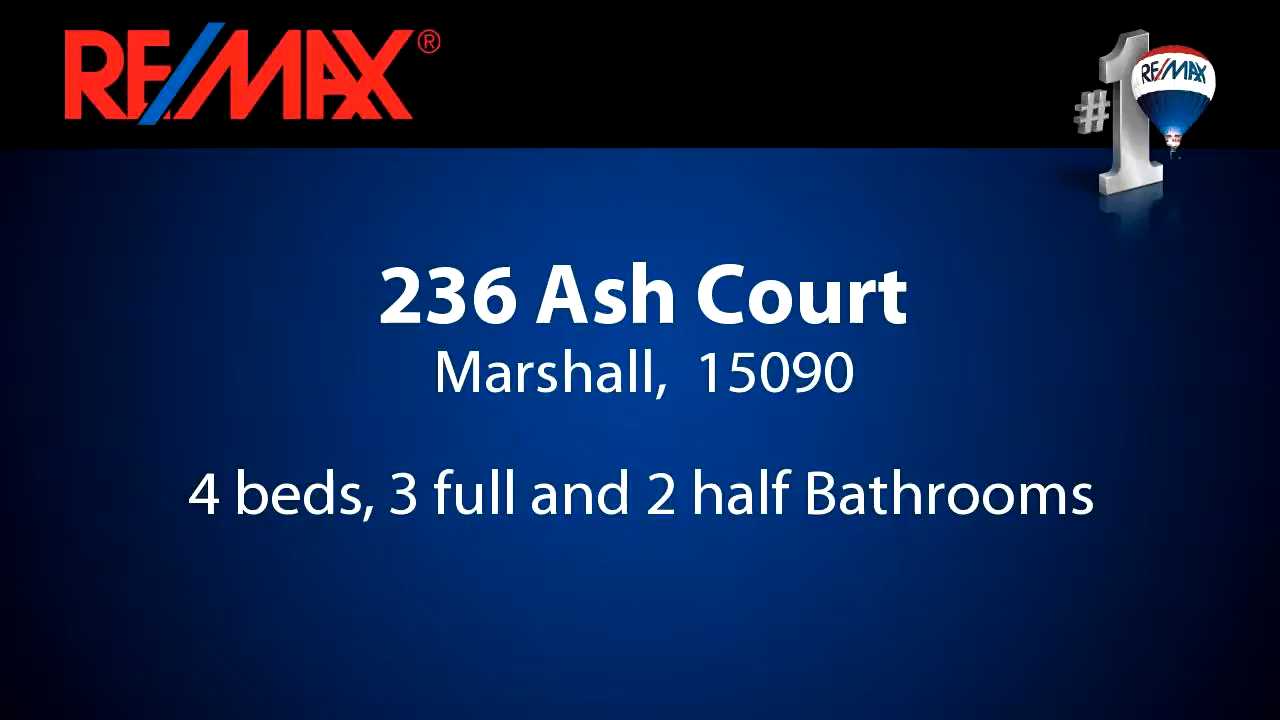 RE/MAX®
#1
RE/MAX
236 Ash Court
Marshall, 15090
4 beds, 3 full and 2 half Bathrooms